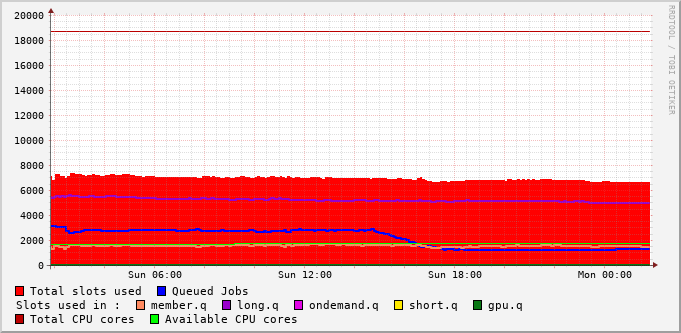 RRDTOOL / TOBI OETIKER
20000
18000
16000
14000
12000
10000
8000
6000
4000
2000
0
Sun 06:00 Sun 12:00 Sun 18:00 Mon 00:00
Total slots used Queued Jobs
Slots used in : member.q long.q ondemand.q short.q gpu.q
Total CPU cores Available CPU cores